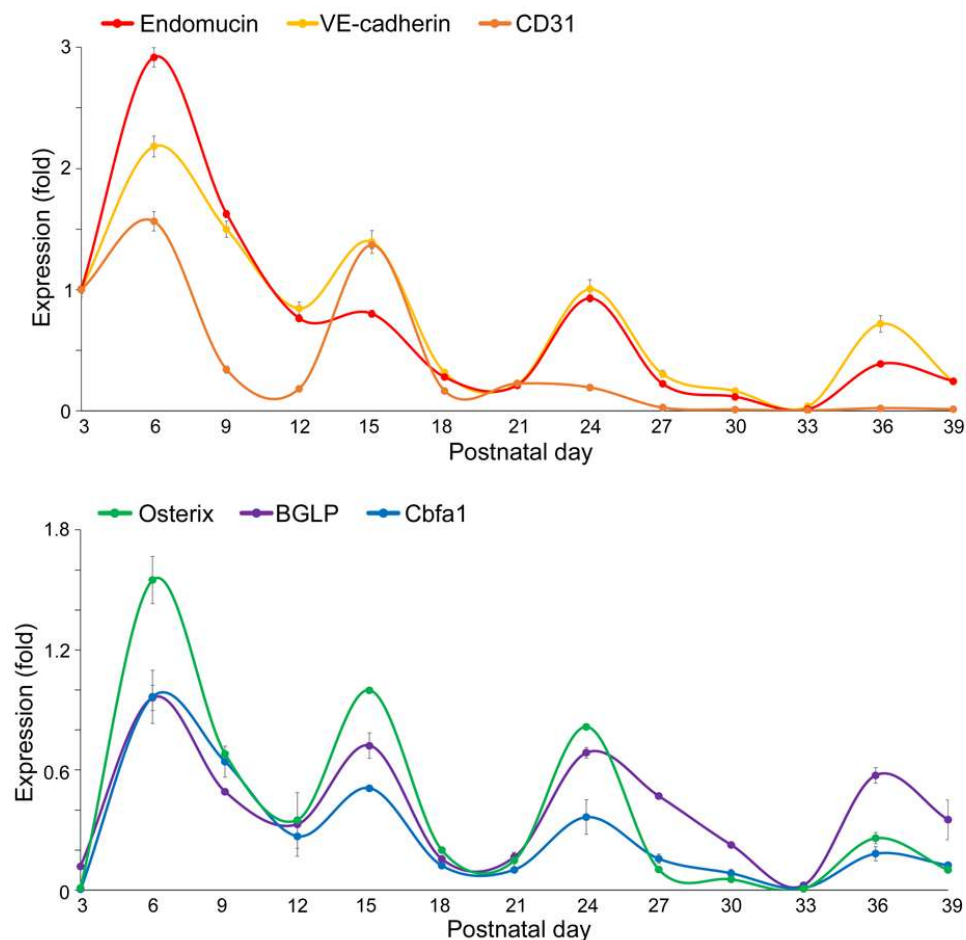 Endomucin VE-cadherin CD31
3
2
1
0
Expression (fold)
3 6 9 12 15 18 21 24 27 30 33 36 39
Postnatal day
Osterix BGLP Cbfa1
1.8
1.2
0.6
0
Expression (fold)
3 6 9 12 15 18 21 24 27 30 33 36 39
Postnatal day